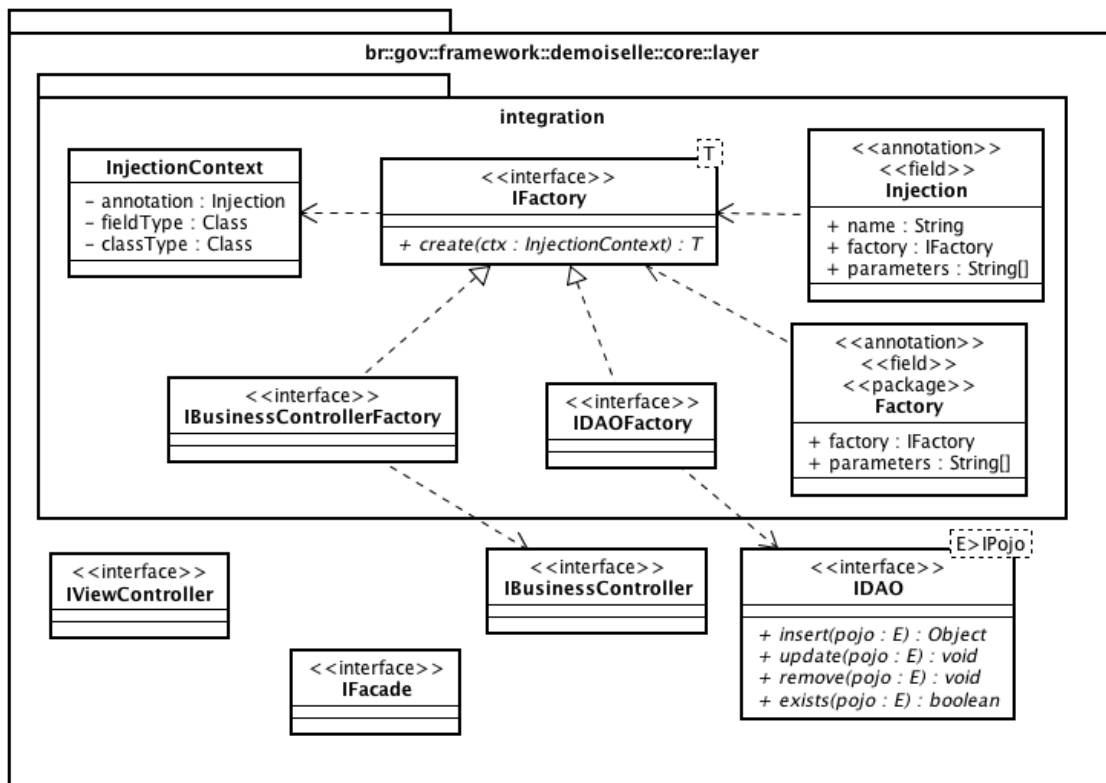 br::gov::framework::demoiselle::core::layer
integration
InjectionContext
- annotation : Injection
- fieldType : Class
- classType : Class
T
<<interface>>
IFactory
+ create(ctx : InjectionContext) : T
<<annotation>>
<<field>>
Injection
+ name : String
+ factory : IFactory
+ parameters : String[]
<<annotation>>
<<field>>
<<package>>
Factory
+ factory : IFactory
+ parameters : String[]
<<interface>>
IBusinessControllerFactory
<<interface>>
IDAOFactory
<<interface>>
IViewController
<<interface>>
IFacade
<<interface>>
IBusinessController
E>IPojo
<<interface>>
IDAO
+ insert(pojo : E) : Object
+ update(pojo : E) : void
+ remove(pojo : E) : void
+ exists(pojo : E) : boolean